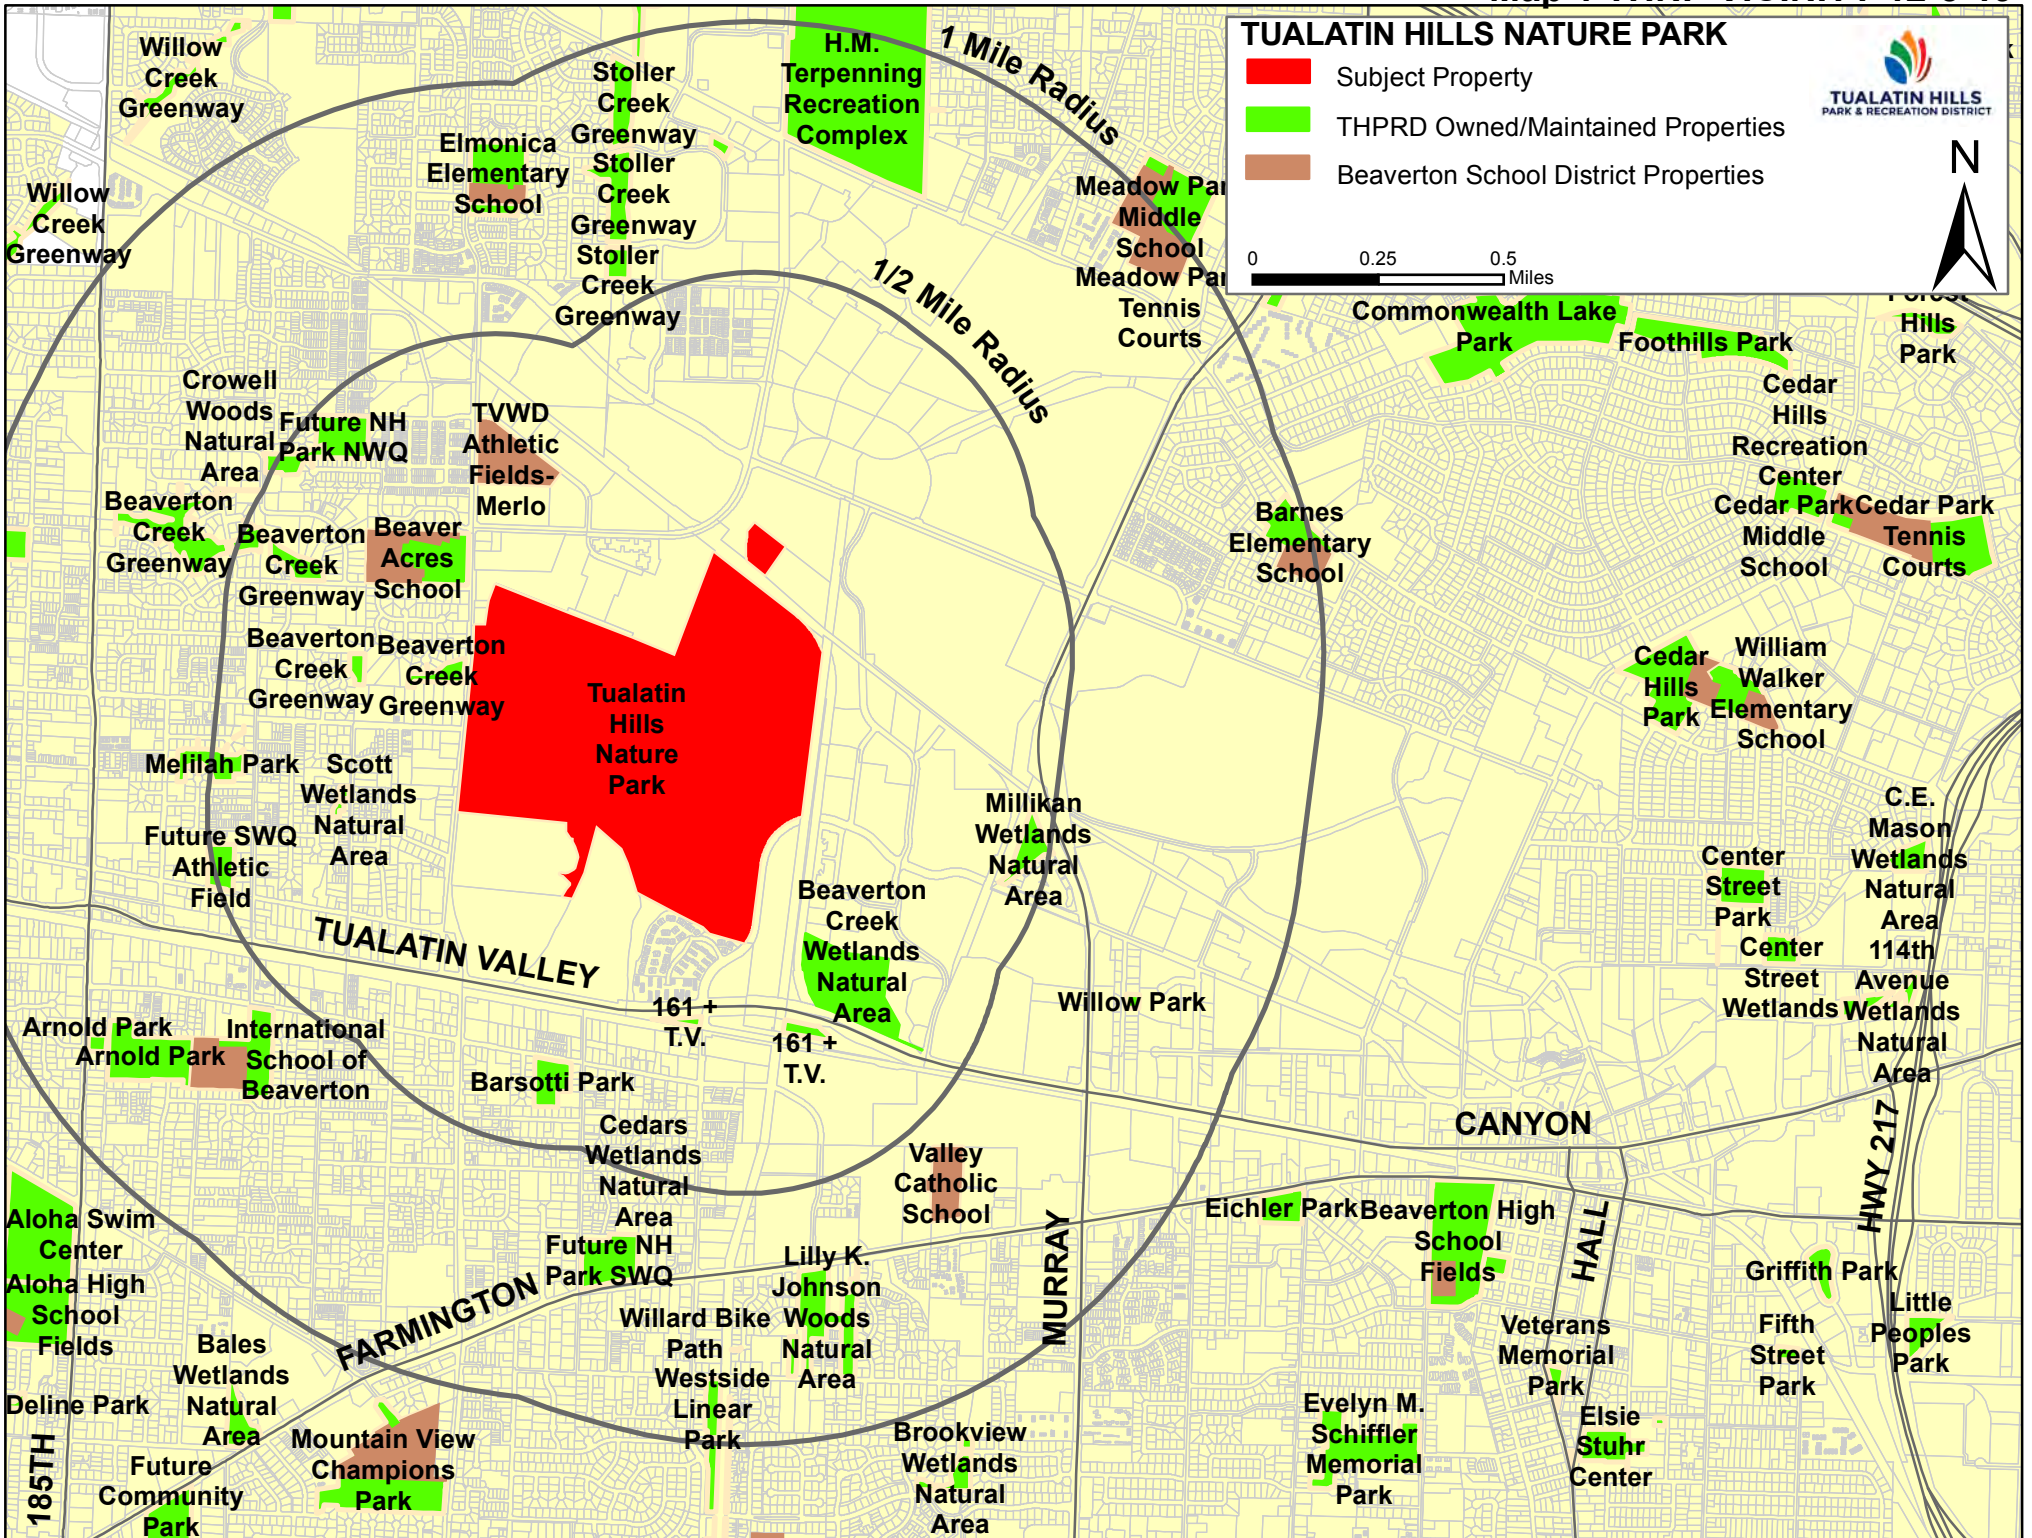 TUALATIN HILLS NATURE PARK
Subject Property
THPRD Owned/Maintained Properties
Beaverton School District Properties
TUALATIN HILLS
PARK & RECREATION DISTRICT
N
0 0.25 0.5
Miles
Willow
Creek
Greenway
Willow
Creek
Greenway
Elmonica
Elementary
School
Stoller
Creek
Greenway
Stoller
Creek
Greenway
Stoller
Creek
Greenway
H.M.
Terpenning
Recreation
Complex
1 Mile Radius
1/2 Mile Radius
Meadow Par
Middle
School
Meadow Par
Tennis
Courts
Commonwealth Lake
Park
Foothills Park
Forest
Hills
Park
Cedar
Hills
Recreation
Center
Cedar Park
Middle
School
Cedar Park
Tennis
Courts
Crowell
Woods
Natural
Area
Future NH
Park NWQ
TVWD
Athletic
Fields-
Merlo
Beaverton
Creek
Greenway
Beaverton
Creek
Greenway
Beaver
Acres
School
Barnes
Elementary
School
Beaverton
Creek
Greenway
Beaverton
Creek
Greenway
Tualatin
Hills
Nature
Park
Cedar
Hills
Park
William
Walker
Elementary
School
Melilah Park
Scott
Wetlands
Natural
Area
Future SWQ
Athletic
Field
Millikan
Wetlands
Natural
Area
C.E.
Mason
Wetlands
Natural
Area
Center
Street
Park
Center
Street
Wetlands
114th
Avenue
Wetlands
Natural
Area
Beaverton
Creek
Wetlands
Natural
Area
TUALATIN VALLEY
161 +
T.V.
161 +
T.V.
Willow Park
Arnold Park
Arnold Park
International
School of
Beaverton
Barsotti Park
CANYON
HWY 217
Cedars
Wetlands
Natural
Area
Valley
Catholic
School
Eichler Park
Beaverton High
School
Fields
HALL
Aloha Swim
Center
Aloha High
School
Fields
Future NH
Park SWQ
Lilly K.
Johnson
Woods
Natural
Area
MURRAY
Griffith Park
FARMINGTON
Willard Bike
Path
Westside
Linear
Park
Veterans
Memorial
Park
Fifth
Street
Park
Little
Peoples
Park
Bales
Wetlands
Natural
Area
Deline Park
185TH
Mountain View
Champions
Park
Future
Community
Park
Brookview
Wetlands
Natural
Area
Evelyn M.
Schiffler
Memorial
Park
Elsie
Stuhr
Center